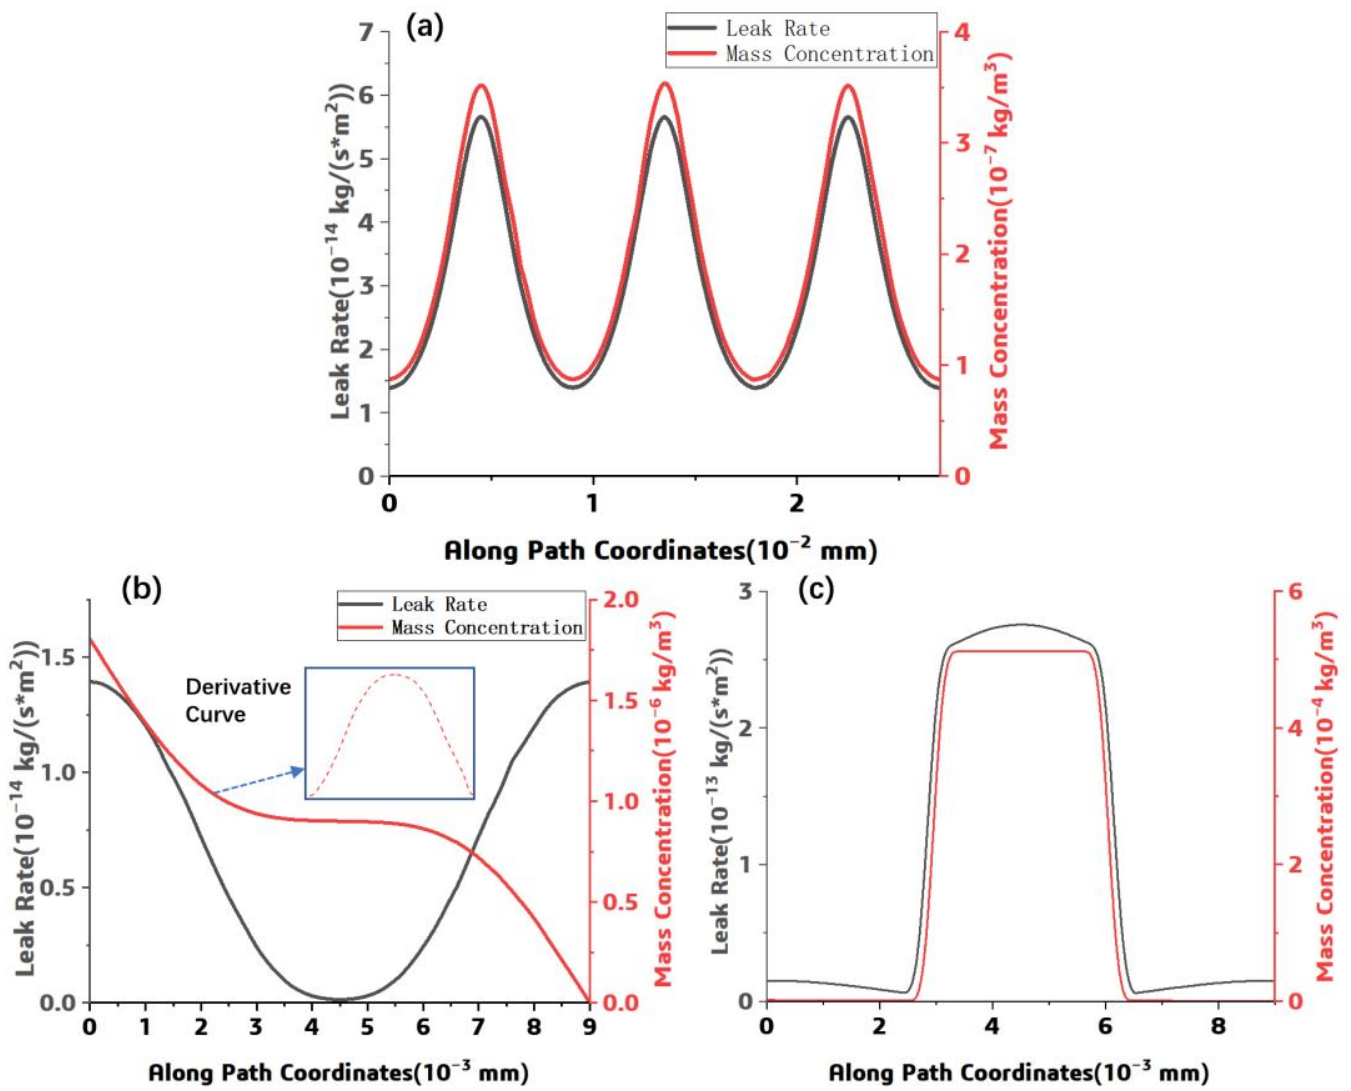 (a)
Leak Rate
Mass Concentration
7
6
5
4
3
2
1
0
Leak Rate(10⁻¹⁴ kg/(s*m²))
4
3
2
1
0
Mass Concentration(10⁻⁷ kg/m³)
0 1 2
Along Path Coordinates(10⁻² mm)
(b)
Leak Rate
Mass Concentration
Derivative
Curve
1.5
1.0
0.5
0.0
Leak Rate(10⁻¹⁴ kg/(s*m²))
2.0
1.5
1.0
0.5
0.0
Mass Concentration(10⁻⁶ kg/m³)
0 1 2 3 4 5 6 7 8 9
Along Path Coordinates(10⁻³ mm)
(c)
3
2
1
0
Leak Rate(10⁻¹³ kg/(s*m²))
6
4
2
0
Mass Concentration(10⁻⁴ kg/m³)
0 2 4 6 8
Along Path Coordinates(10⁻³ mm)